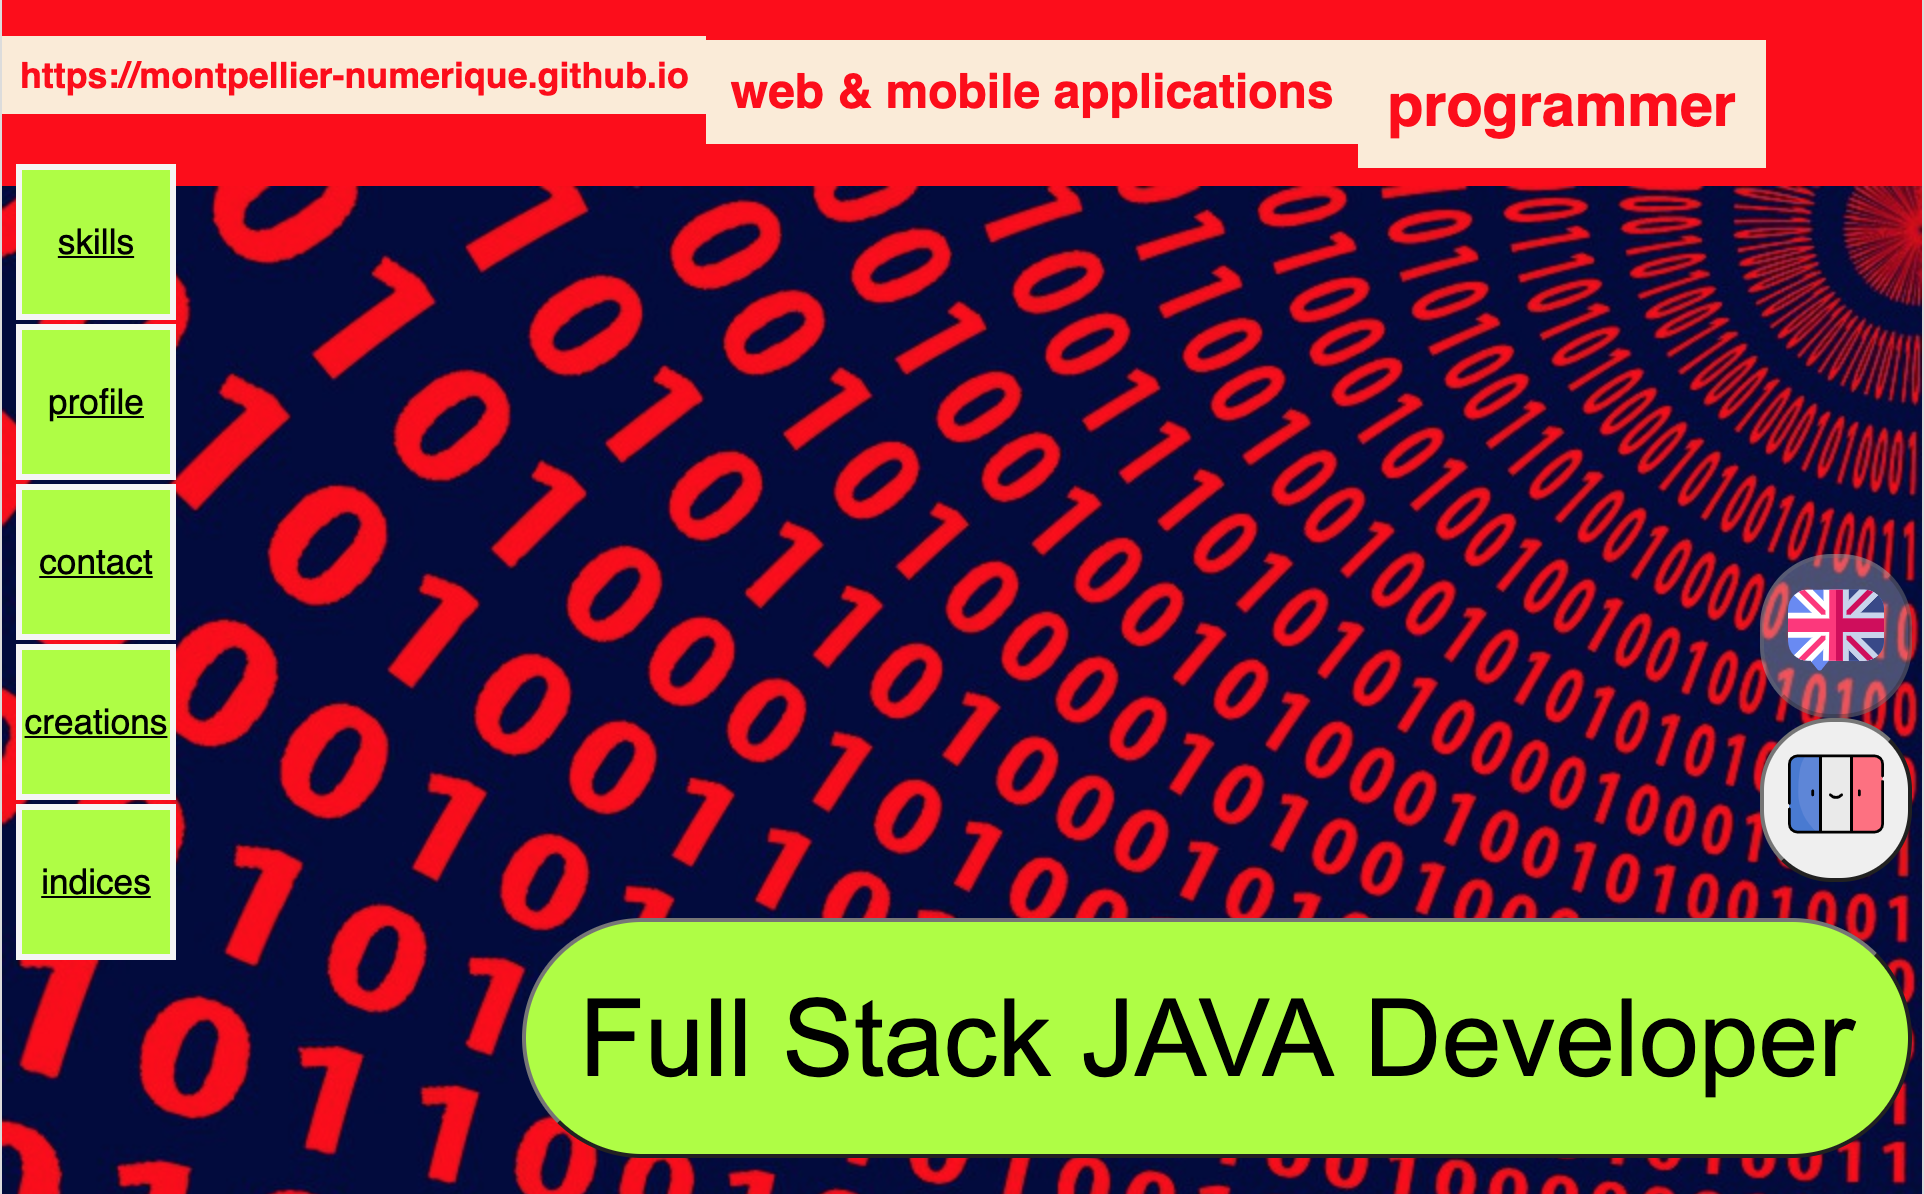 https://montpellier-numerique.github.io
web & mobile applications
programmer
skills
profile
contact
creations
indices
Full Stack JAVA Developer